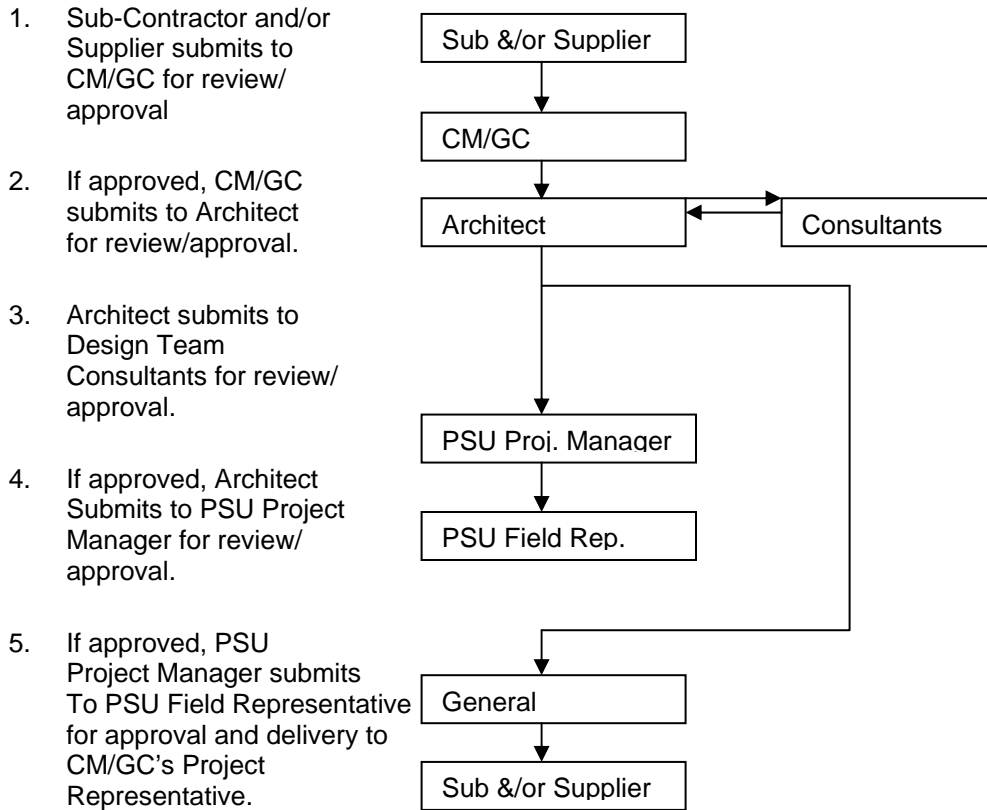 1. Sub-Contractor and/or
Supplier submits to
CM/GC for review/
approval
2. If approved, CM/GC
submits to Architect
for review/approval.
3. Architect submits to
Design Team
Consultants for review/
approval.
4. If approved, Architect
Submits to PSU Project
Manager for review/
approval.
5. If approved, PSU
Project Manager submits
To PSU Field Representative
for approval and delivery to
CM/GC’s Project
Representative.
Sub &/or Supplier
CM/GC
Architect
Consultants
PSU Proj. Manager
PSU Field Rep.
General
Sub &/or Supplier